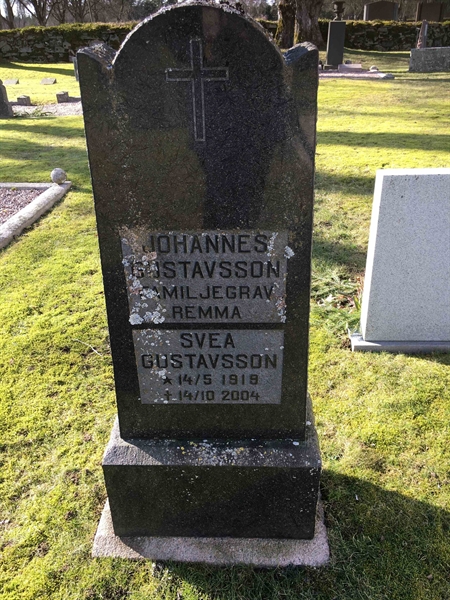 JOHANNES
GUSTAVSSON
FAMILJEGRAV
REMMA
SVEA
GUSTAVSSON
* 14/5 1919
† 14/10 2004